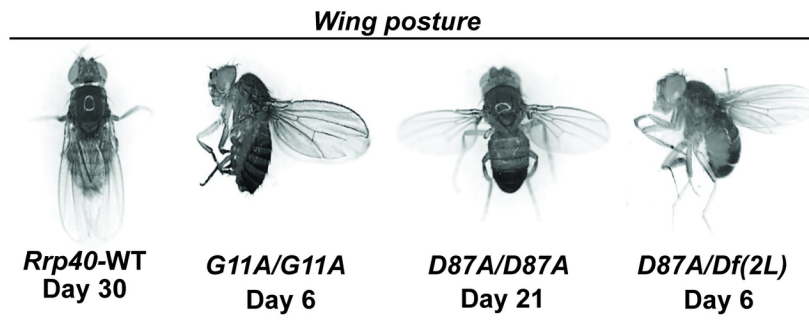 Wing posture
Rrp40-WT
Day 30
G11A/G11A
Day 6
D87A/D87A
Day 21
D87A/Df(2L)
Day 6